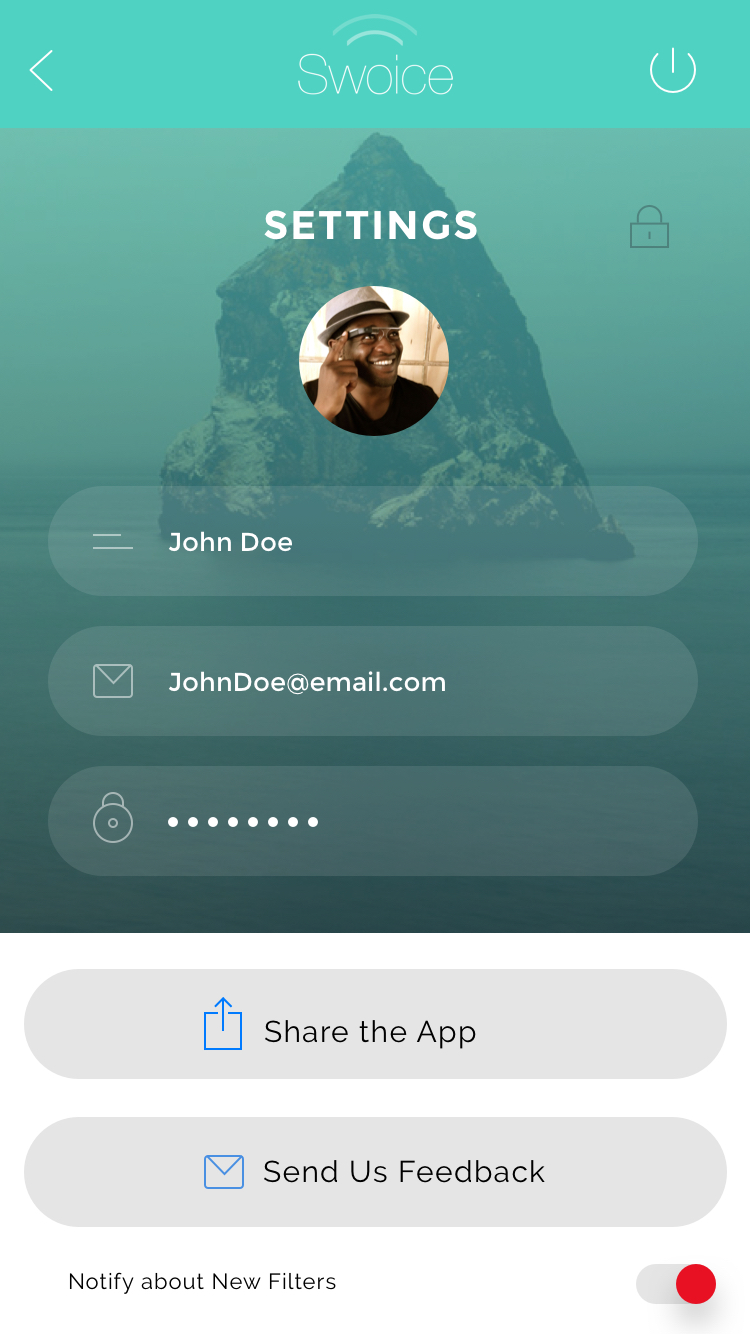 Swoice
SETTINGS
John Doe
JohnDoe@email.com
Share the App
Send Us Feedback
Notify about New Filters